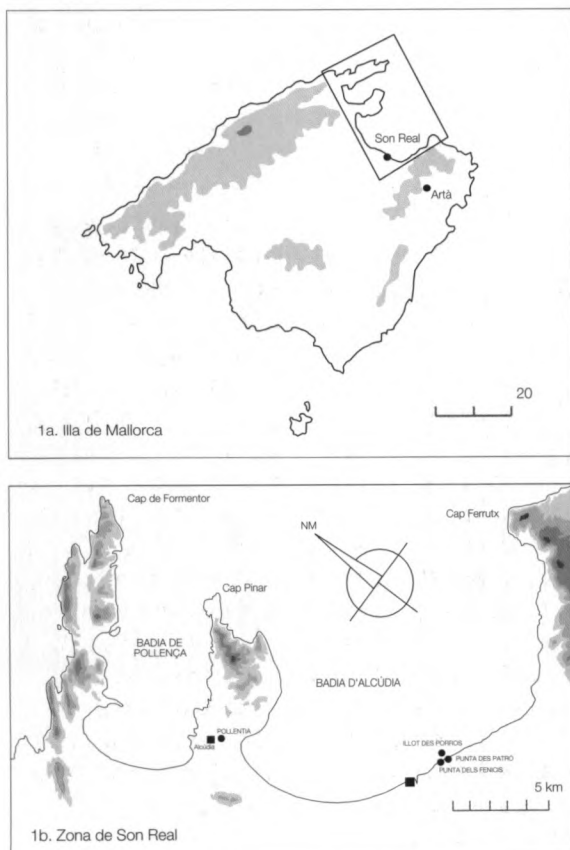 Son Real
Artà
20
1a. Illa de Mallorca
Cap de Formentor
Cap Ferrutx
NM
Cap Pinar
BADIA DE
POLLENÇA
BADIA D'ALCÚDIA
POLLENTIA
Alcúdia
ILLOT DES PORROS
PUNTA DES PATRÓ
PUNTA DELS FENICIS
5 km
1b. Zona de Son Real